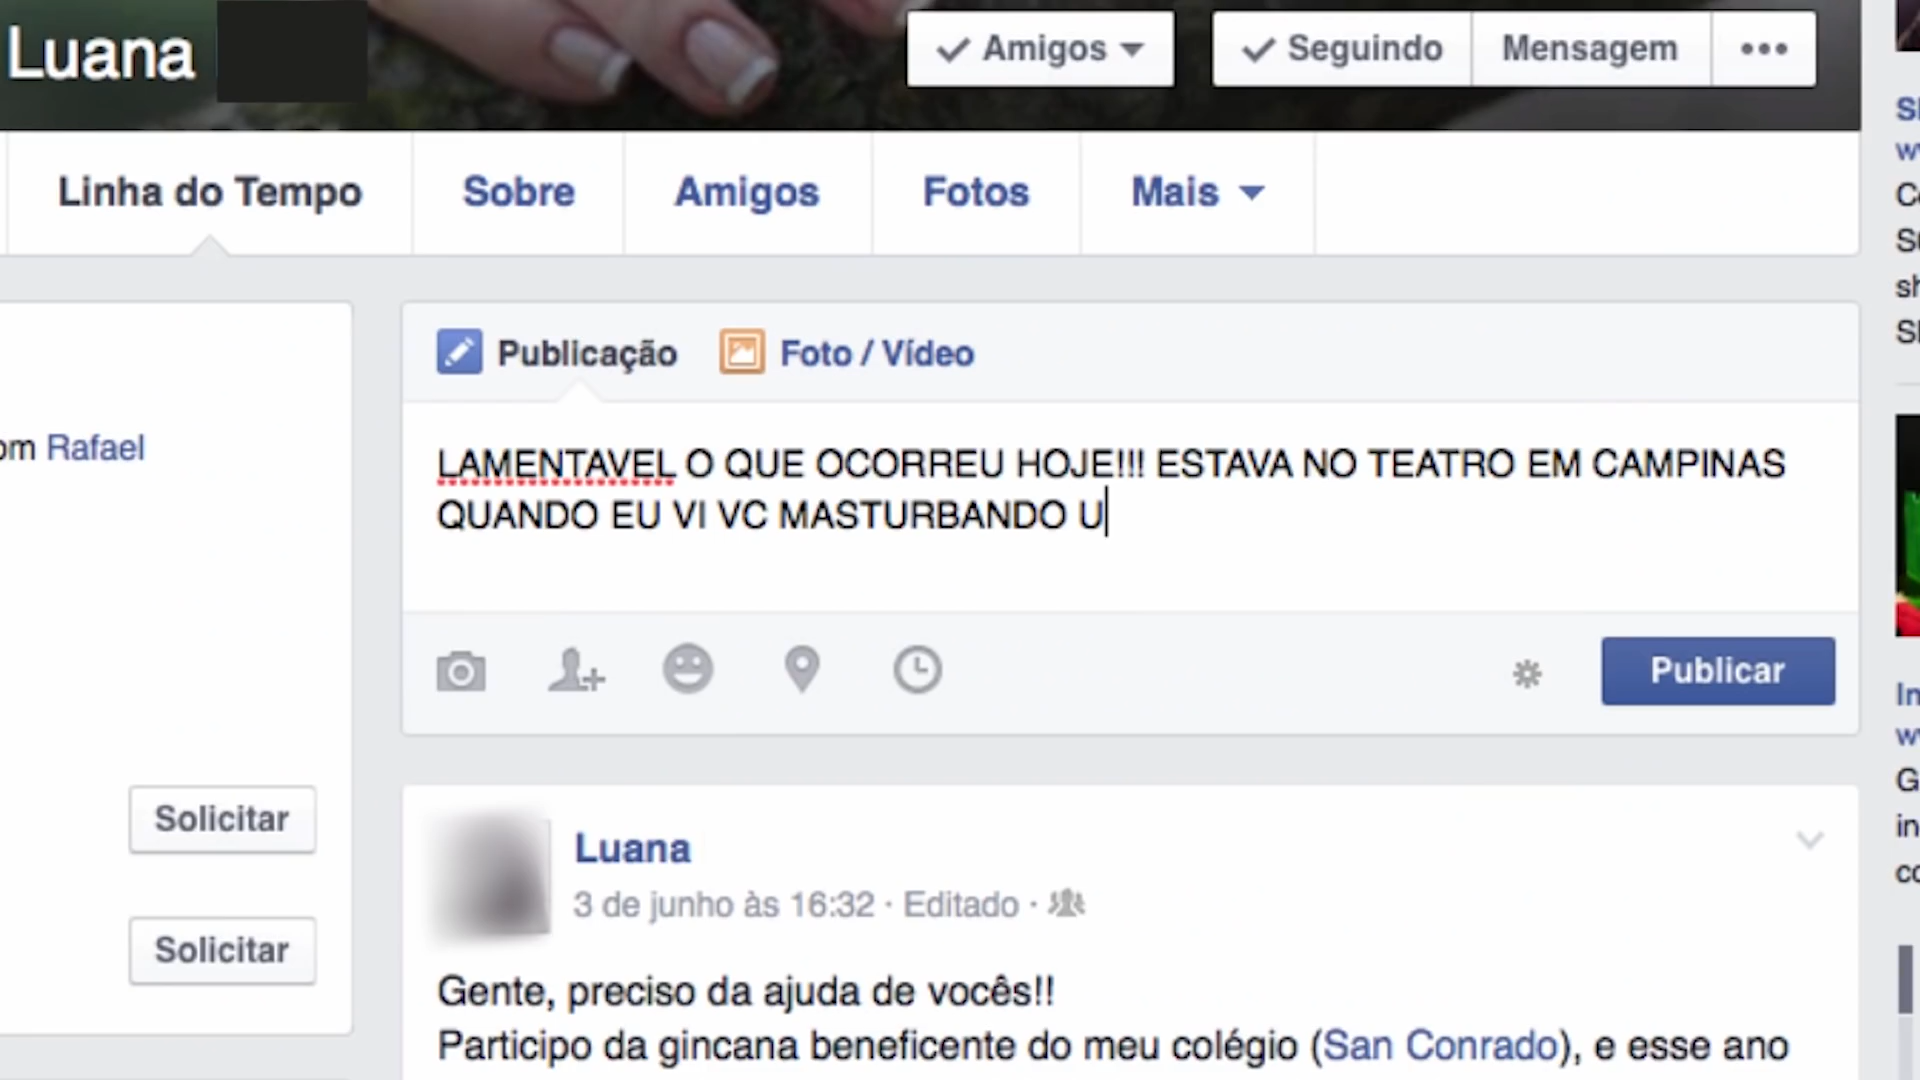 Luana
Amigos
Seguindo
Mensagem
Linha do Tempo
Sobre
Amigos
Fotos
Mais
Publicação
Foto / Vídeo
LAMENTAVEL O QUE OCORREU HOJE!!! ESTAVA NO TEATRO EM CAMPINAS
QUANDO EU VI VC MASTURBANDO U
Publicar
Rafael
Solicitar
Solicitar
Luana
3 de junho às 16:32 · Editado ·
Gente, preciso da ajuda de vocês!!
Participo da gincana beneficente do meu colégio (San Conrado), e esse ano